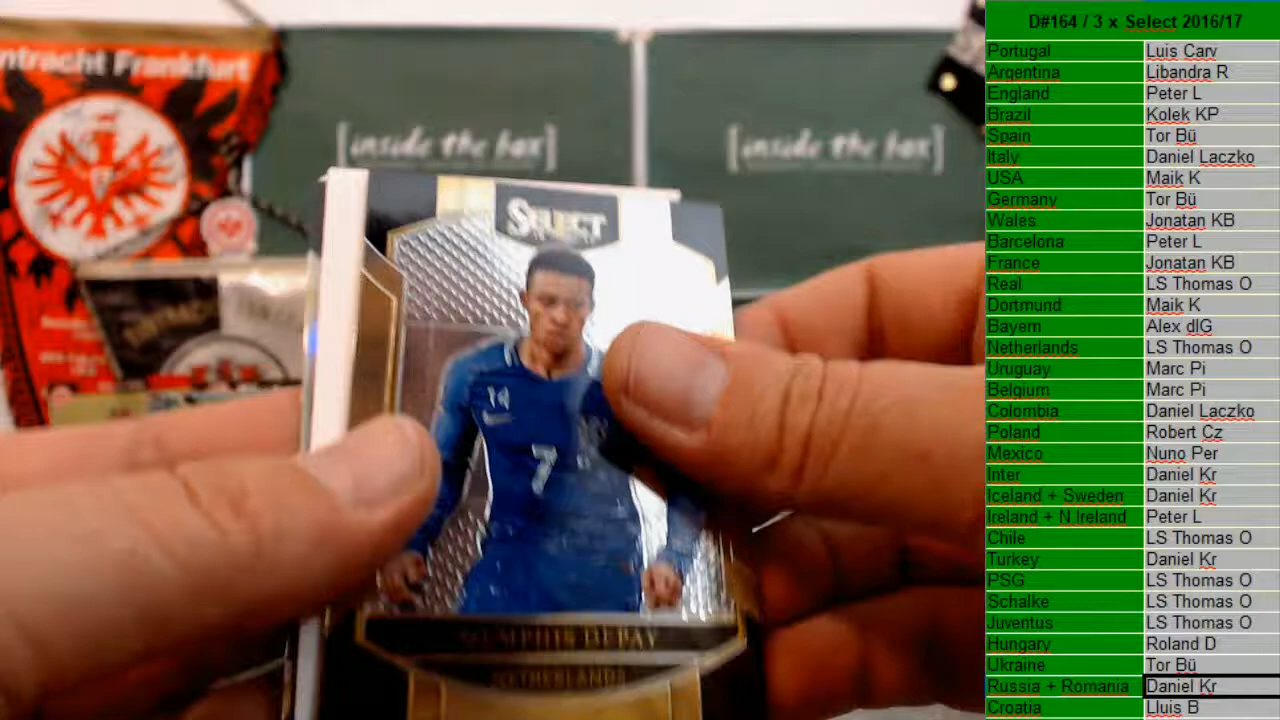 D#164 / 3 x Select 2016/17
Portugal Luis Carv
Argentina Libandra R
England Peter L
Brazil Kolek KP
Spain Tor Bü
Italy Daniel Laczko
USA Maik K
Germany Tor Bü
Wales Jonatan KB
Barcelona Peter L
France Jonatan KB
Real LS Thomas O
Dortmund Maik K
Bayern Alex dlG
Netherlands LS Thomas O
Uruguay Marc Pi
Belgium Marc Pi
Colombia Daniel Laczko
Poland Robert Cz
Mexico Nuno Per
Inter Daniel Kr
Iceland + Sweden Daniel Kr
Ireland + N.Ireland Peter L
Chile LS Thomas O
Turkey Daniel Kr
PSG LS Thomas O
Schalke LS Thomas O
Juventus LS Thomas O
Hungary Roland D
Ukraine Tor Bü
Russia + Romania Daniel Kr
Croatia Lluis B
ntracht Frankfurt
[inside the box]
[inside the box]
SELECT
14
7
MEMPHIS DEPAY
NETHERLANDS